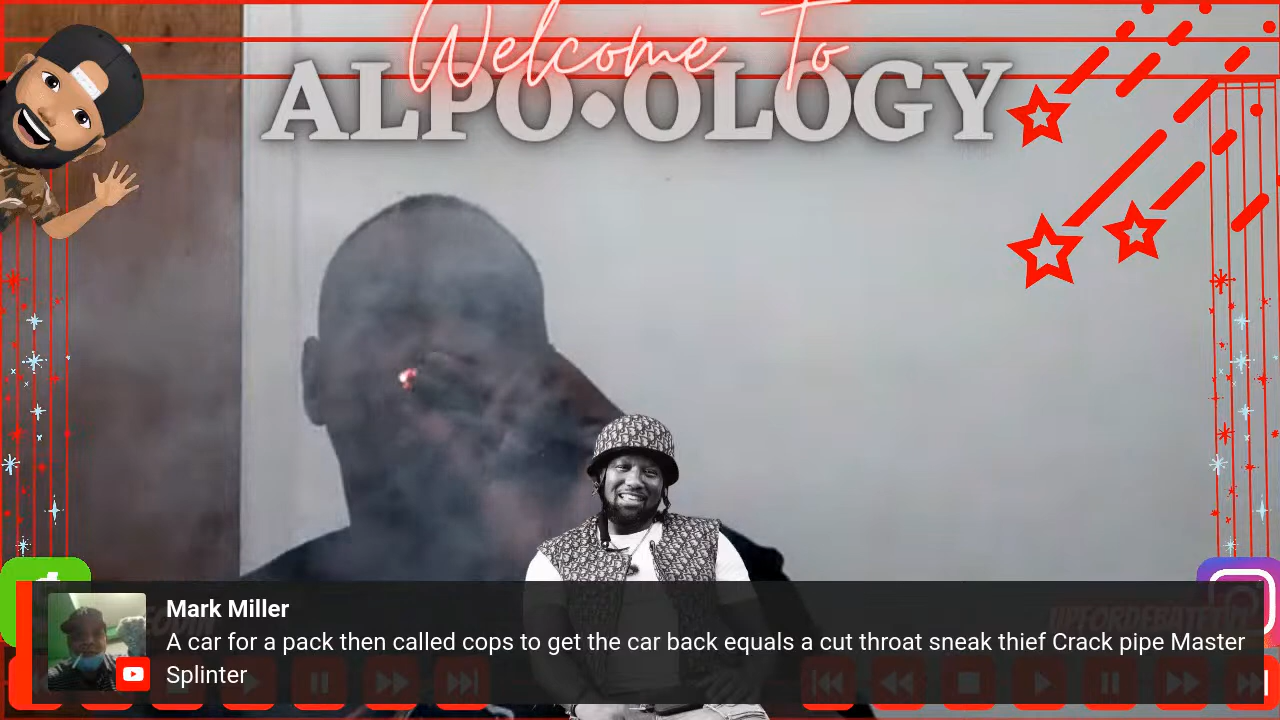 Welcome To
ALPO•OLOGY
Mark Miller
A car for a pack then called cops to get the car back equals a cut throat sneak thief Crack pipe Master
Splinter